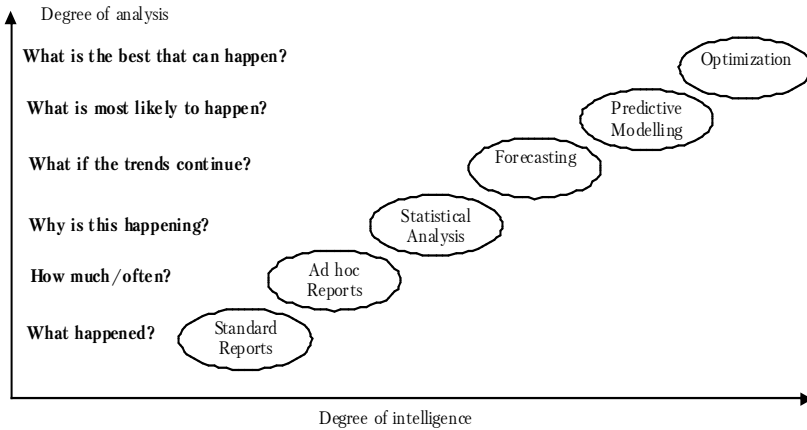 Degree of analysis
What is the best that can happen?
Optimization
What is most likely to happen?
Predictive
Modelling
What if the trends continue?
Forecasting
Why is this happening?
Statistical
Analysis
How much/often?
Ad hoc
Reports
What happened?
Standard
Reports
Degree of intelligence